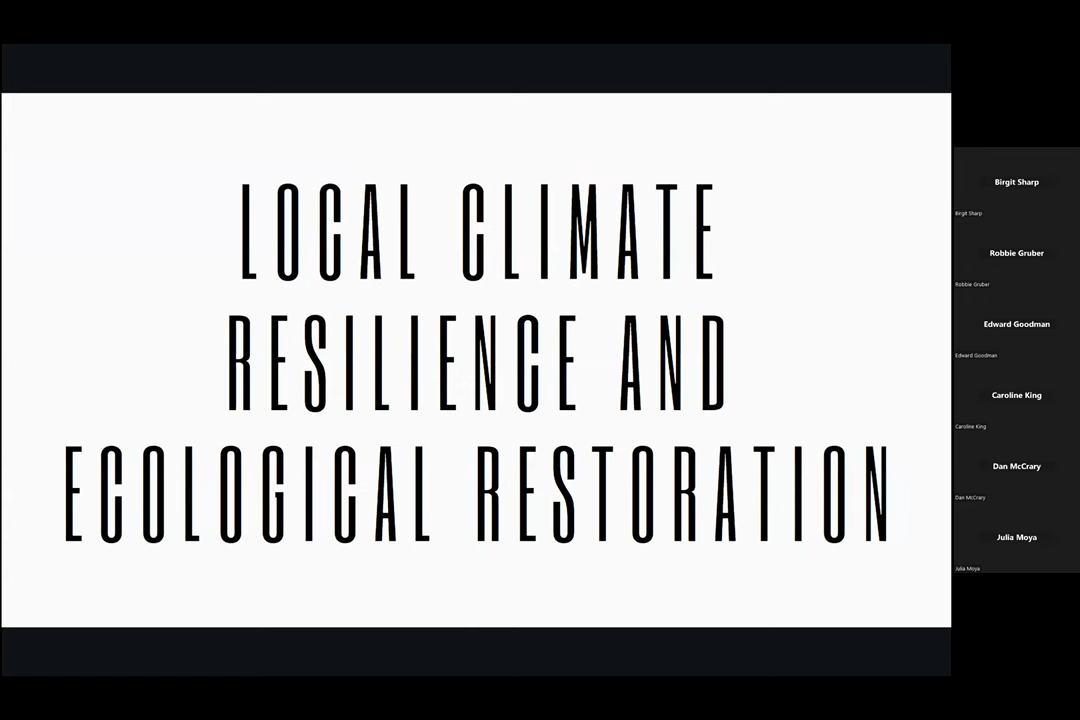 LOCAL CLIMATE
RESILIENCE AND
ECOLOGICAL RESTORATION
Birgit Sharp
Birgit Sharp
Robbie Gruber
Robbie Gruber
Edward Goodman
Edward Goodman
Caroline King
Caroline King
Dan McCrary
Dan McCrary
Julia Moya
Julia Moya